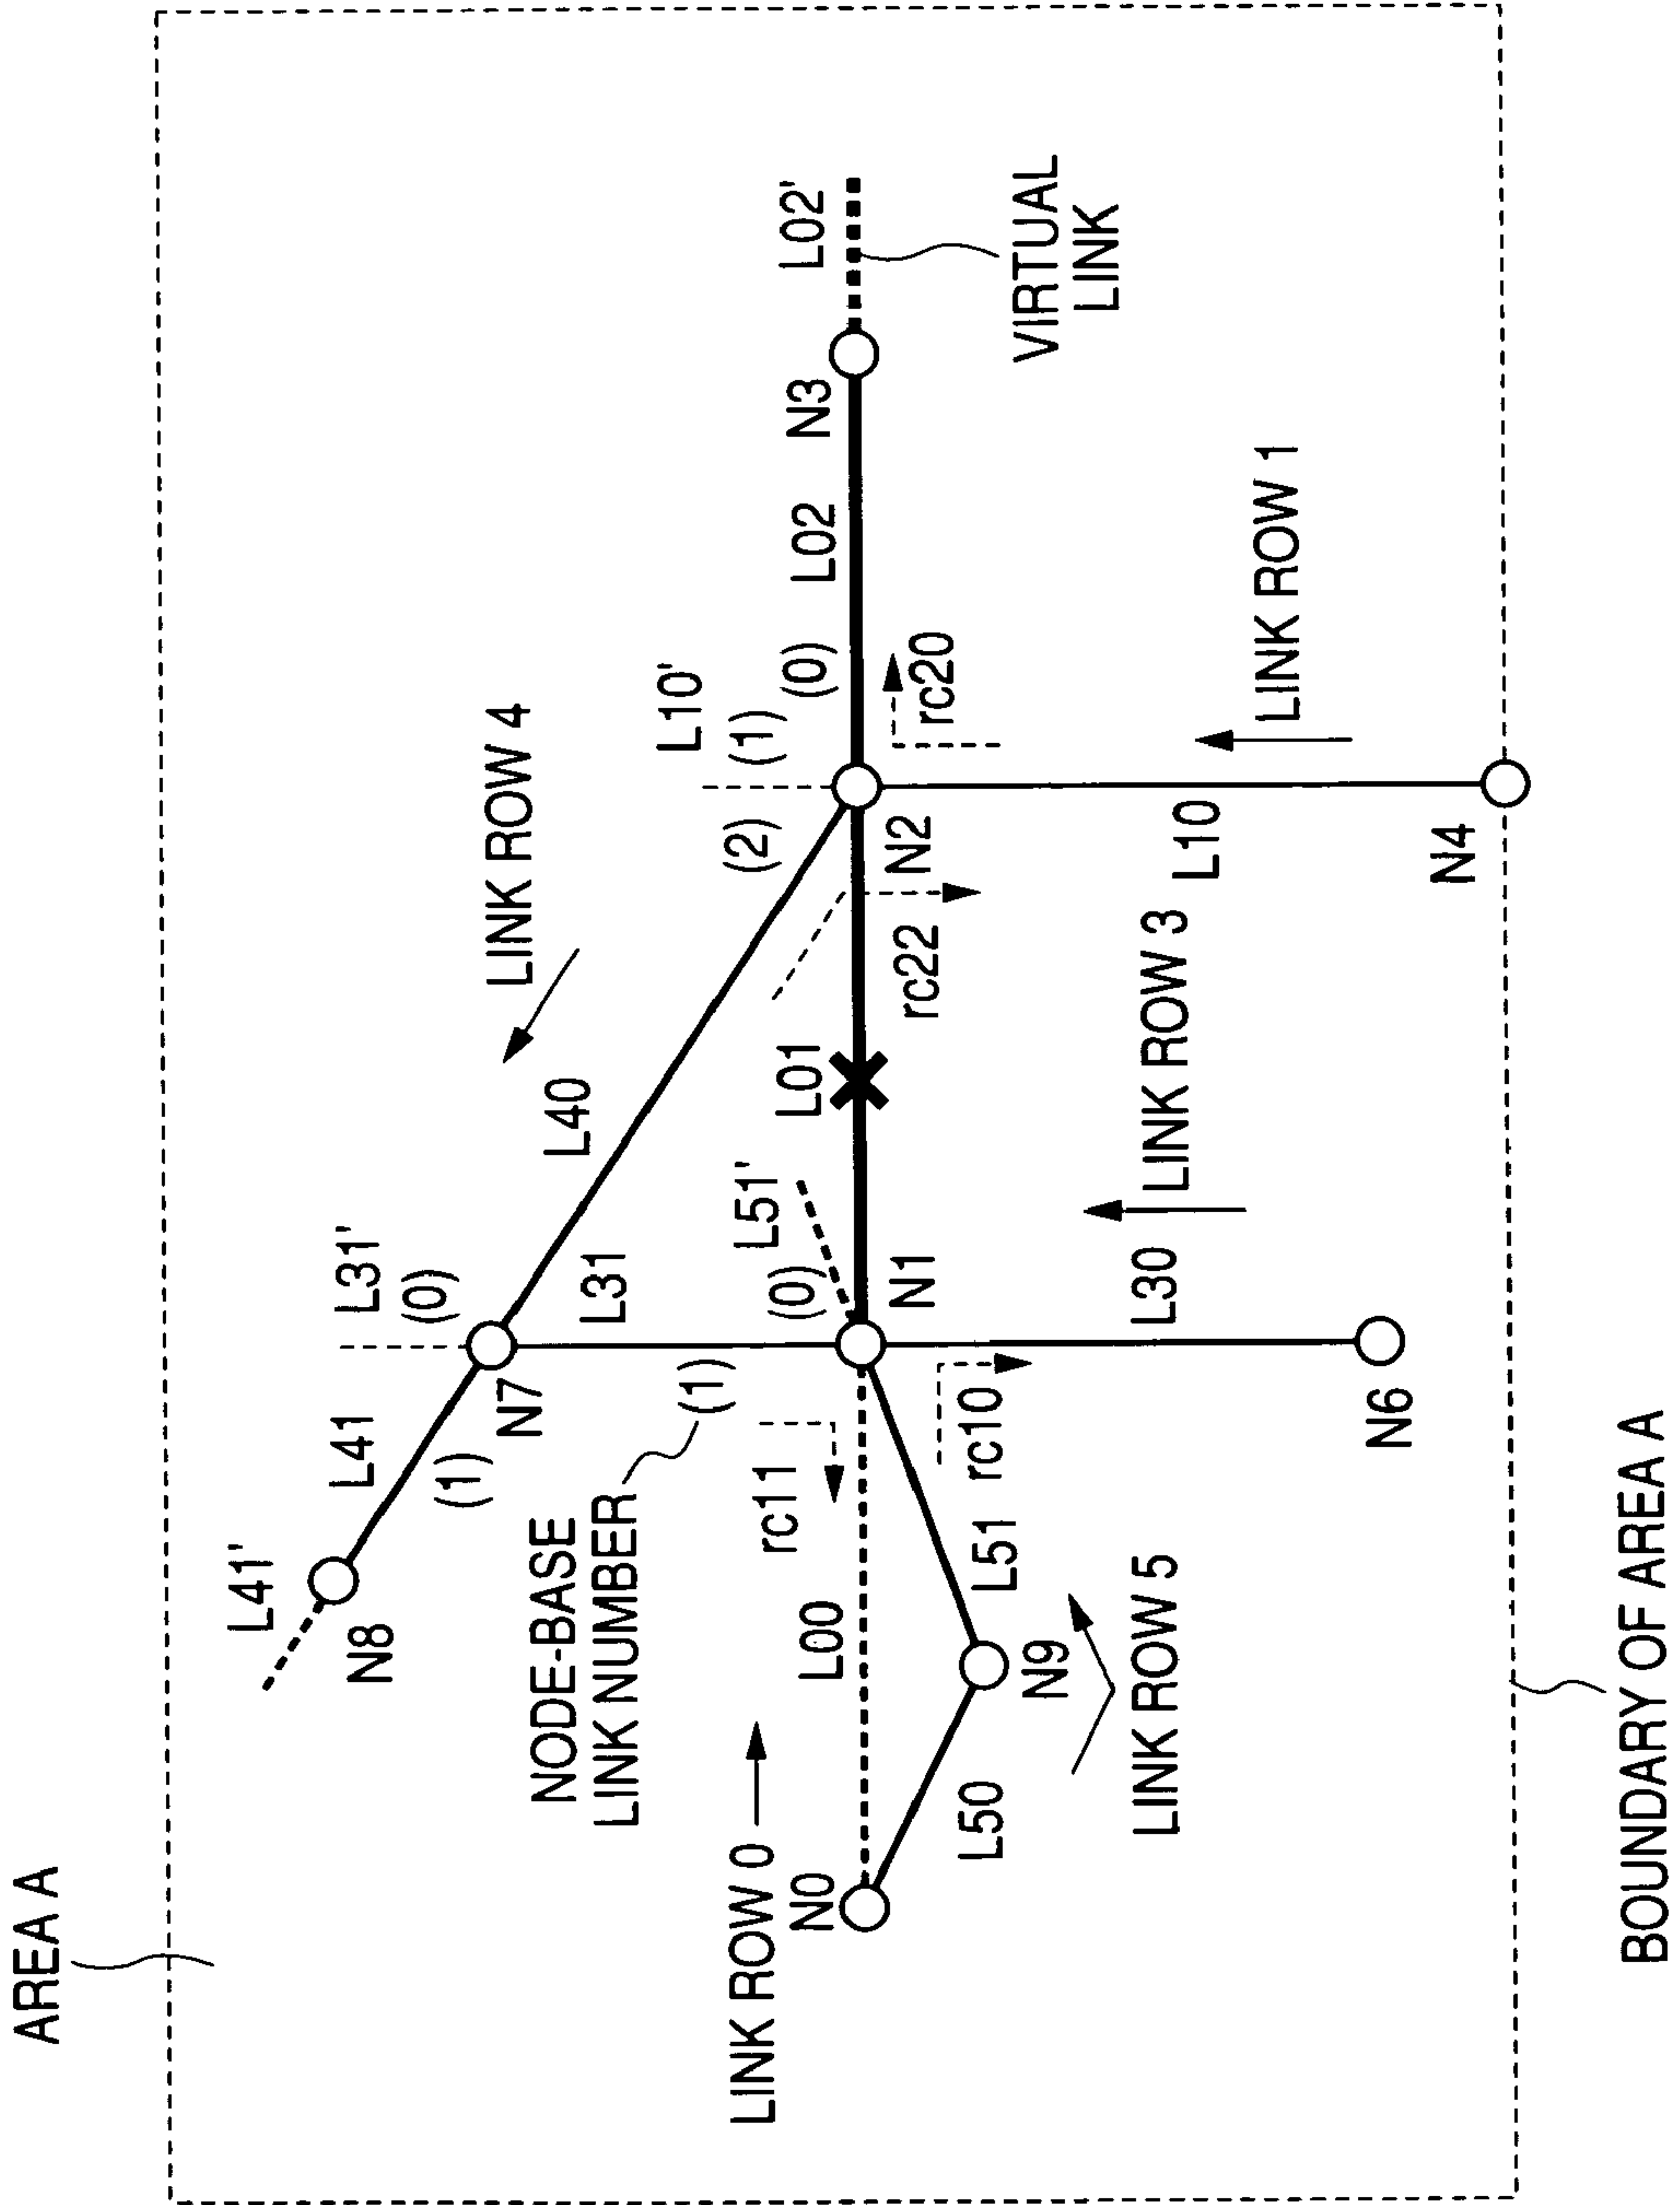 AREA A
L41'
L41
(1)
N8
N7
L31'
(0)
L31
L40
LINK ROW 4
L10'
(1)
(2)
(0)
NODE-BASE
LINK NUMBER
(1)
L51'
(0)
L01
L02
N3
L02'
VIRTUAL
LINK
LINK ROW 0
N0
L00
rc11
N1
N2
rc22
rc20
rc10
L50
N9
L51
LINK ROW 5
L30
LINK ROW 3
L10
LINK ROW 1
N6
N4
BOUNDARY OF AREA A